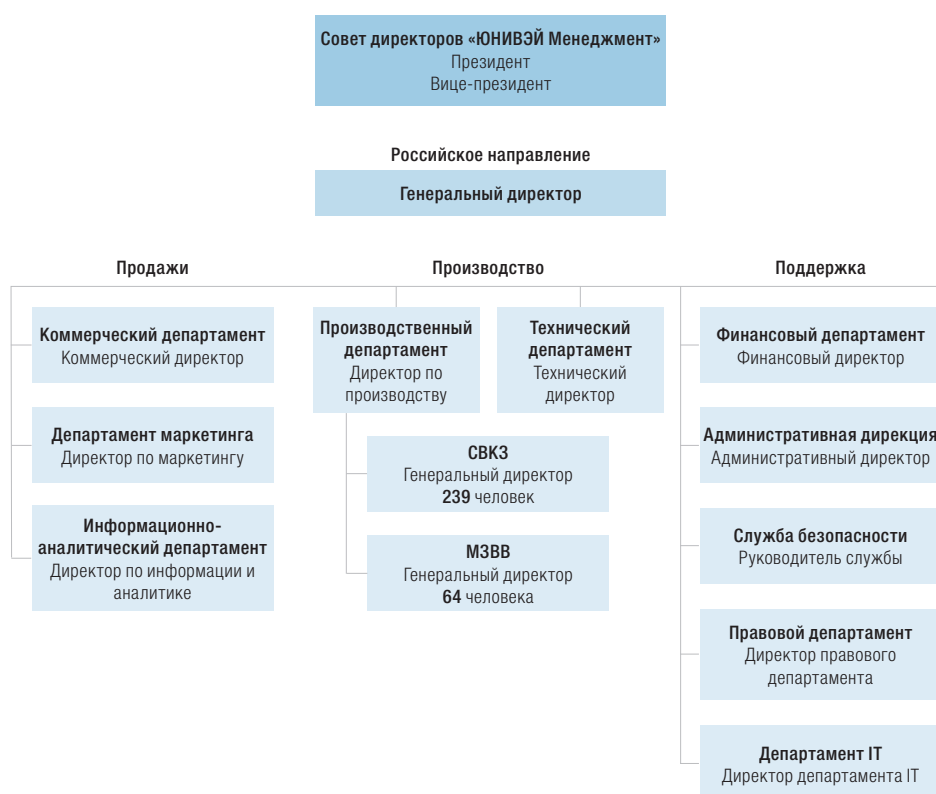 Совет директоров «ЮНИВЭЙ Менеджмент»
Президент
Вице-президент
Российское направление
Генеральный директор
Продажи
Коммерческий департамент
Коммерческий директор
Департамент маркетинга
Директор по маркетингу
Информационно-
аналитический департамент
Директор по информации и
аналитике
Производство
Производственный
департамент
Директор по
производству
Технический
департамент
Технический
директор
СВКЗ
Генеральный директор
239 человек
МЗВВ
Генеральный директор
64 человека
Поддержка
Финансовый департамент
Финансовый директор
Административная дирекция
Административный директор
Служба безопасности
Руководитель службы
Правовой департамент
Директор правового
департамента
Департамент IT
Директор департамента IT